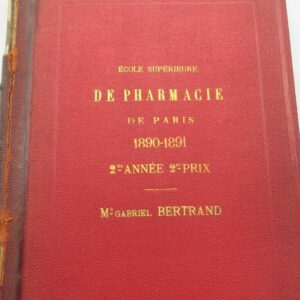 ÉCOLE SUPÉRIEURE
DE PHARMACIE
DE PARIS
1890-1891
2ME ANNÉE 2ME PRIX
MR GABRIEL BERTRAND